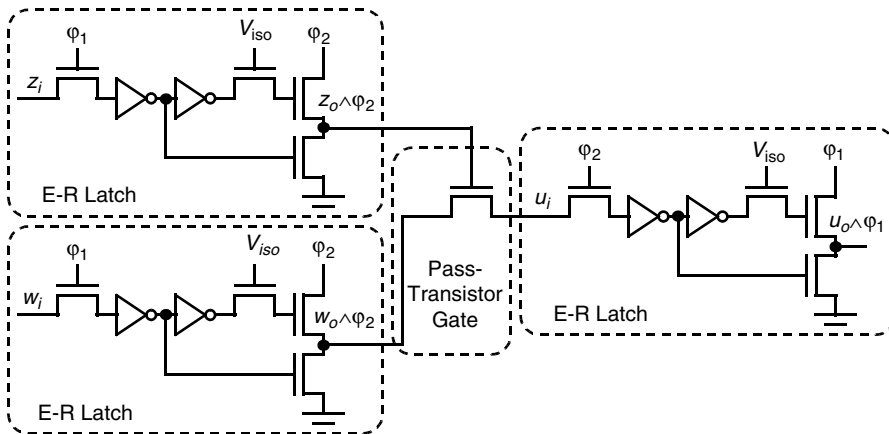 φ1
Viso
φ2
zi
zo∧φ2
E-R Latch
φ1
Viso
φ2
wi
wo∧φ2
E-R Latch
Pass-
Transistor
Gate
φ2
Viso
φ1
ui
uo∧φ1
E-R Latch